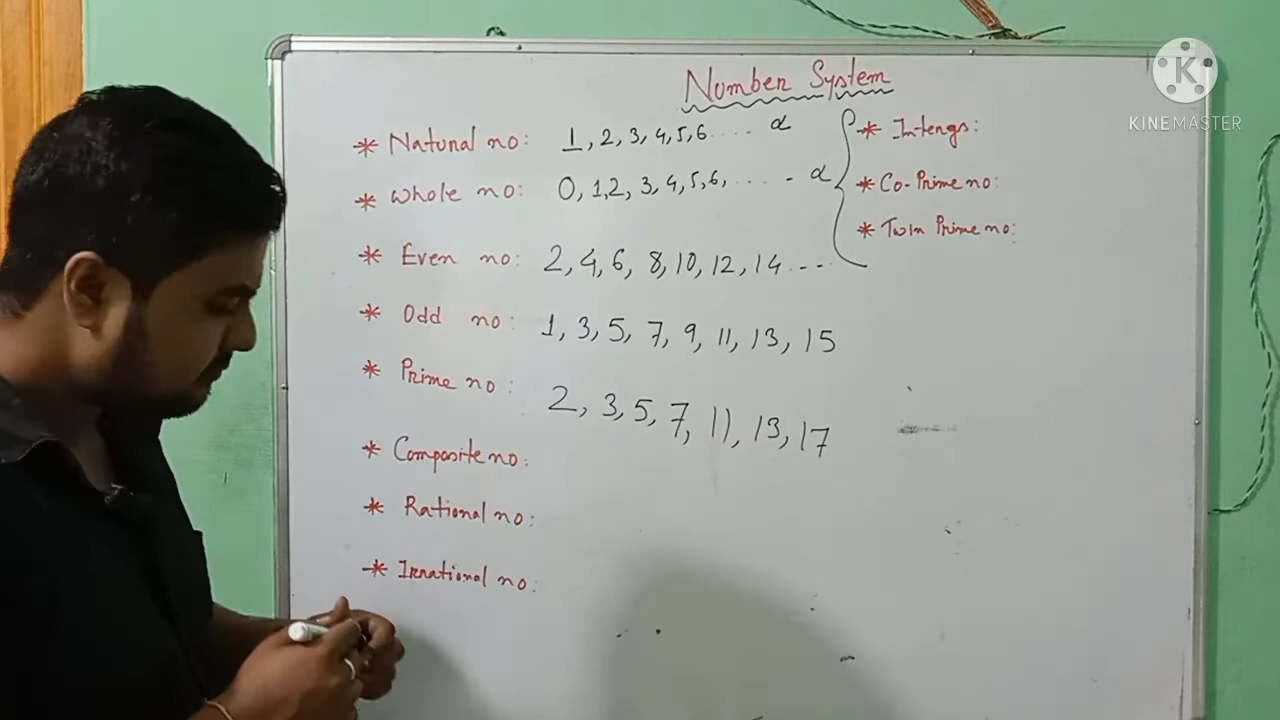 Number System
* Natural no: 1, 2, 3, 4, 5, 6.... α
* Whole no: 0, 1, 2, 3, 4, 5, 6, .... - α
* Even no: 2, 4, 6, 8, 10, 12, 14 ...--
* Odd no: 1, 3, 5, 7, 9, 11, 13, 15
* Prime no: 2, 3, 5, 7, 11, 13, 17
* Composite no:
* Rational no:
* Irrational no:
* Intengs:
* Co-Prime no:
* Twin Prime no:
K
KINEMASTER